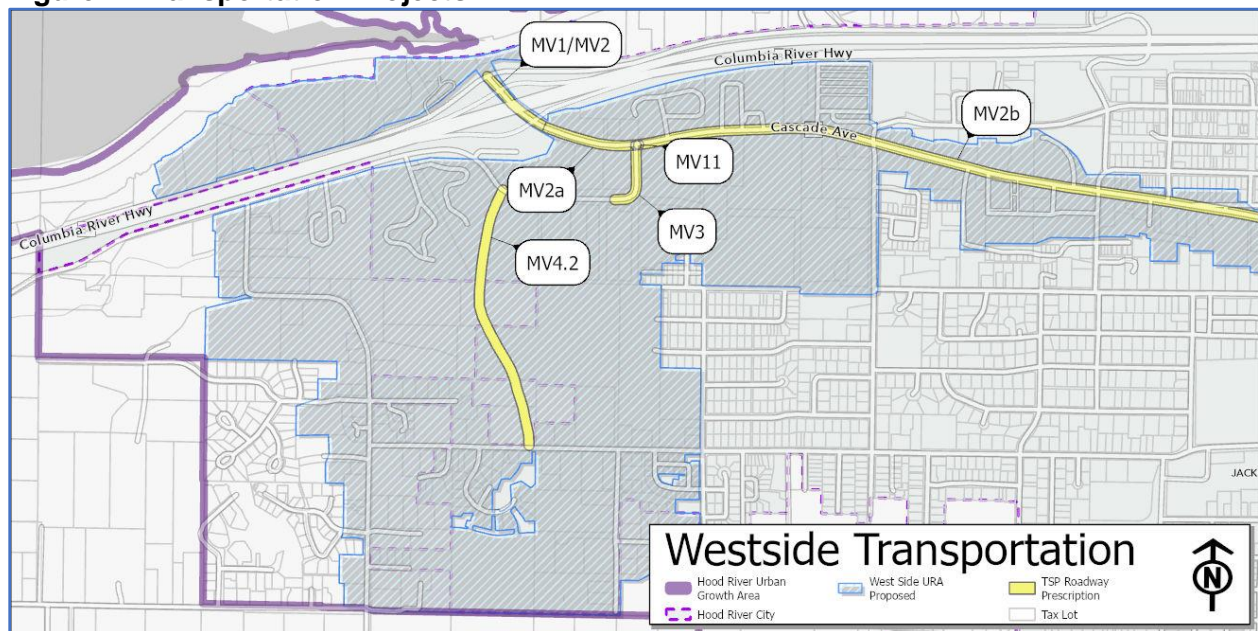 MV1/MV2
Columbia River Hwy
MV2b
Cascade Ave
MV11
MV2a
MV3
Columbia River Hwy
MV4.2
JACK
Westside Transportation
Hood River Urban
Growth Area
West Side URA
Proposed
TSP Roadway
Prescription
Hood River City
Tax Lot
N